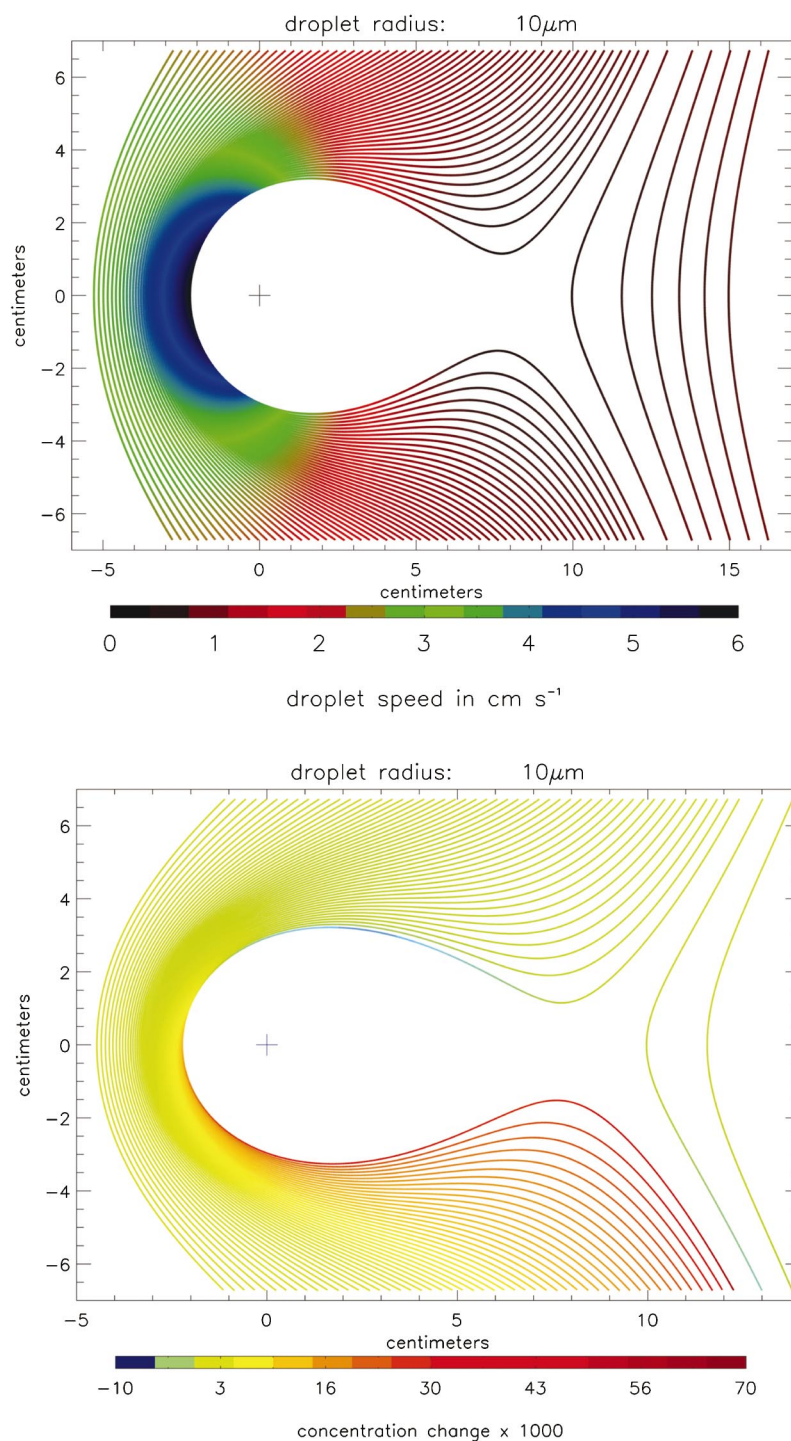 droplet radius: 10μm
6
4
2
0
−2
−4
−6
centimeters
−5 0 5 10 15
centimeters
0 1 2 3 4 5 6
droplet speed in cm s⁻¹
droplet radius: 10μm
6
4
2
0
−2
−4
−6
centimeters
−5 0 5 10
centimeters
−10 3 16 30 43 56 70
concentration change x 1000